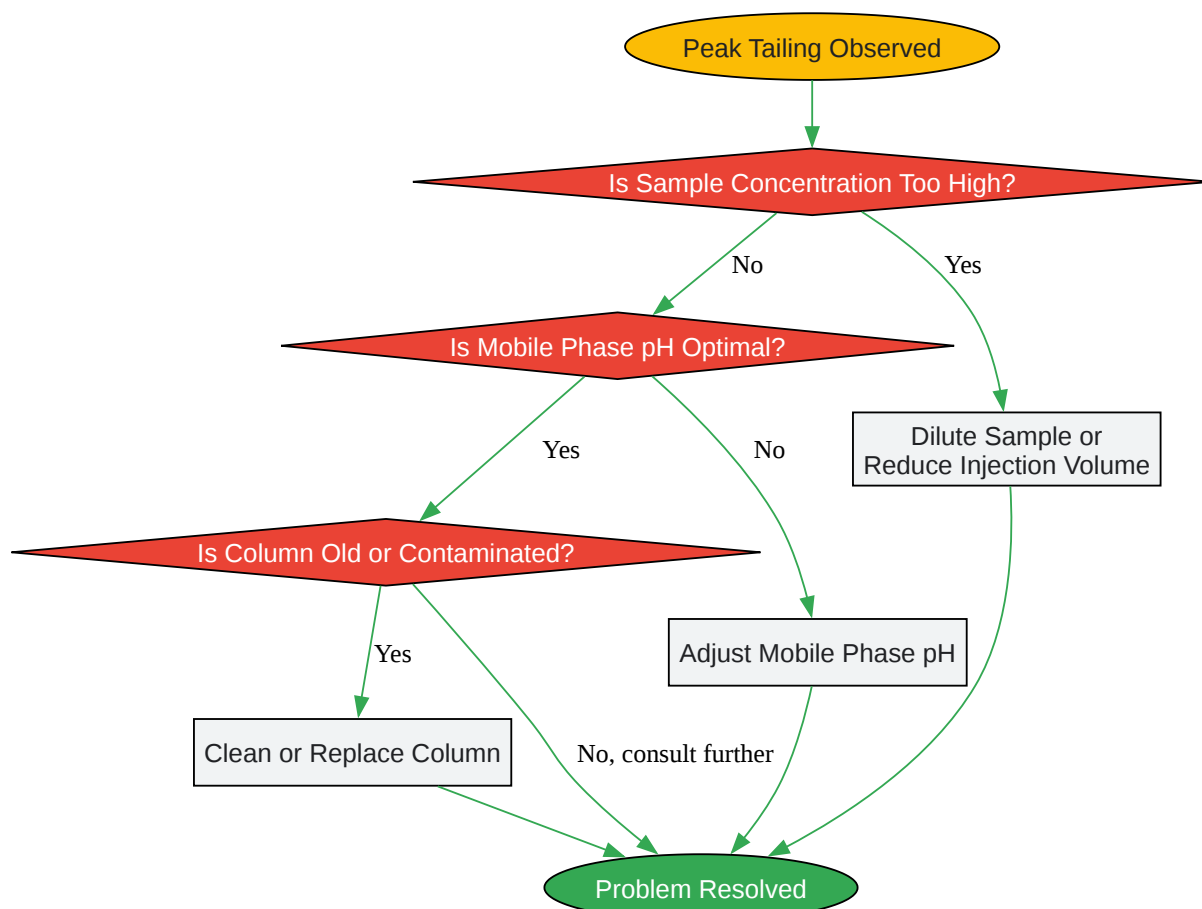 Peak Tailing Observed
Is Sample Concentration Too High?
No
Yes
Is Mobile Phase pH Optimal?
Yes
No
Dilute Sample or
Reduce Injection Volume
Is Column Old or Contaminated?
Yes
Adjust Mobile Phase pH
Clean or Replace Column
No, consult further
Problem Resolved